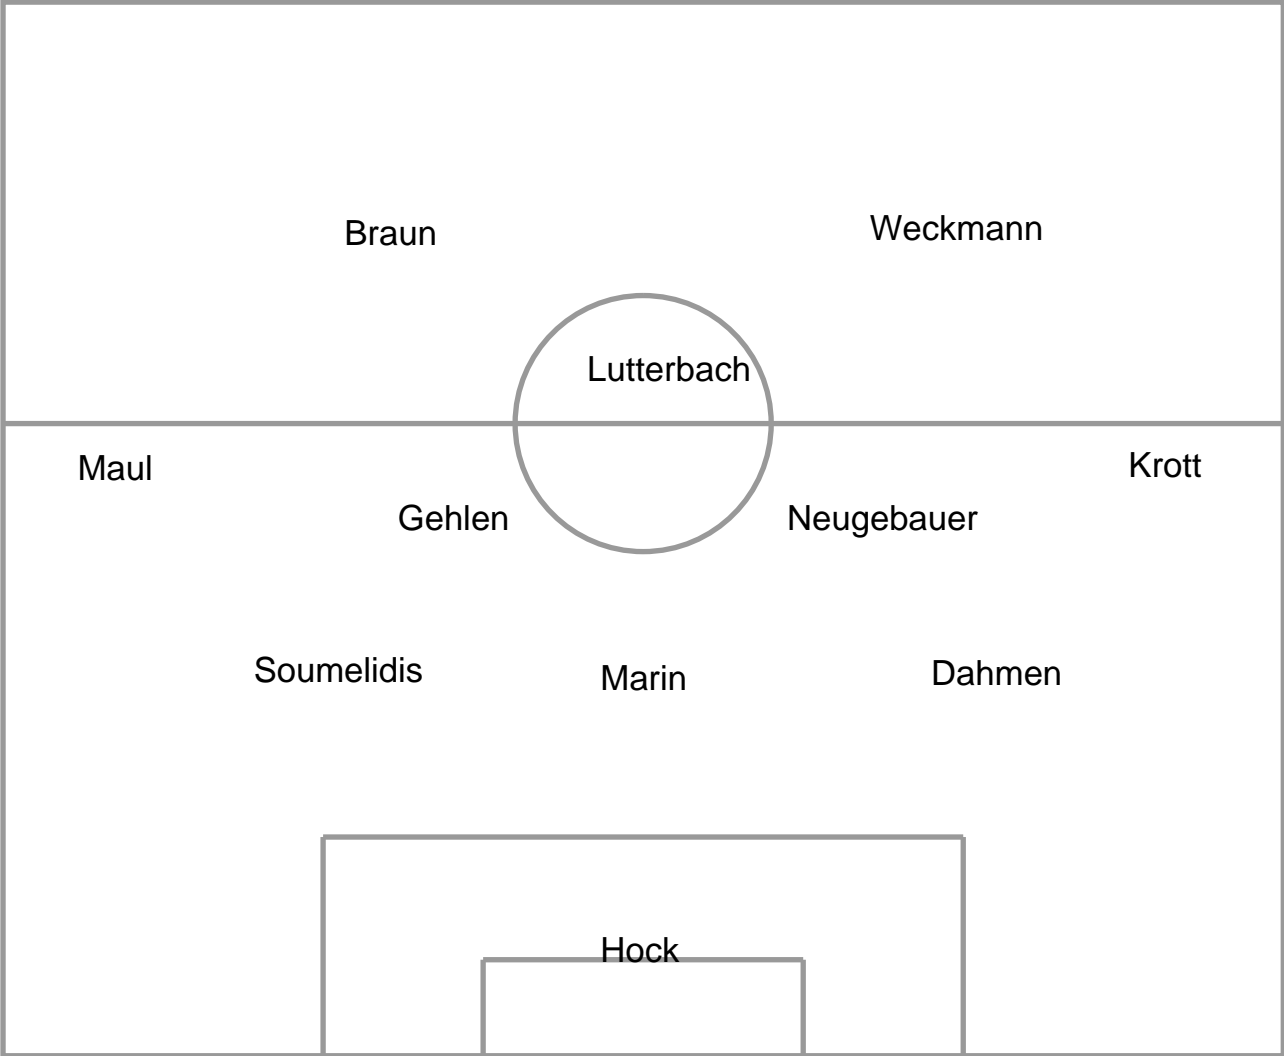 Braun
Weckmann
Lutterbach
Maul
Krott
Gehlen
Neugebauer
Soumelidis
Marin
Dahmen
Hock